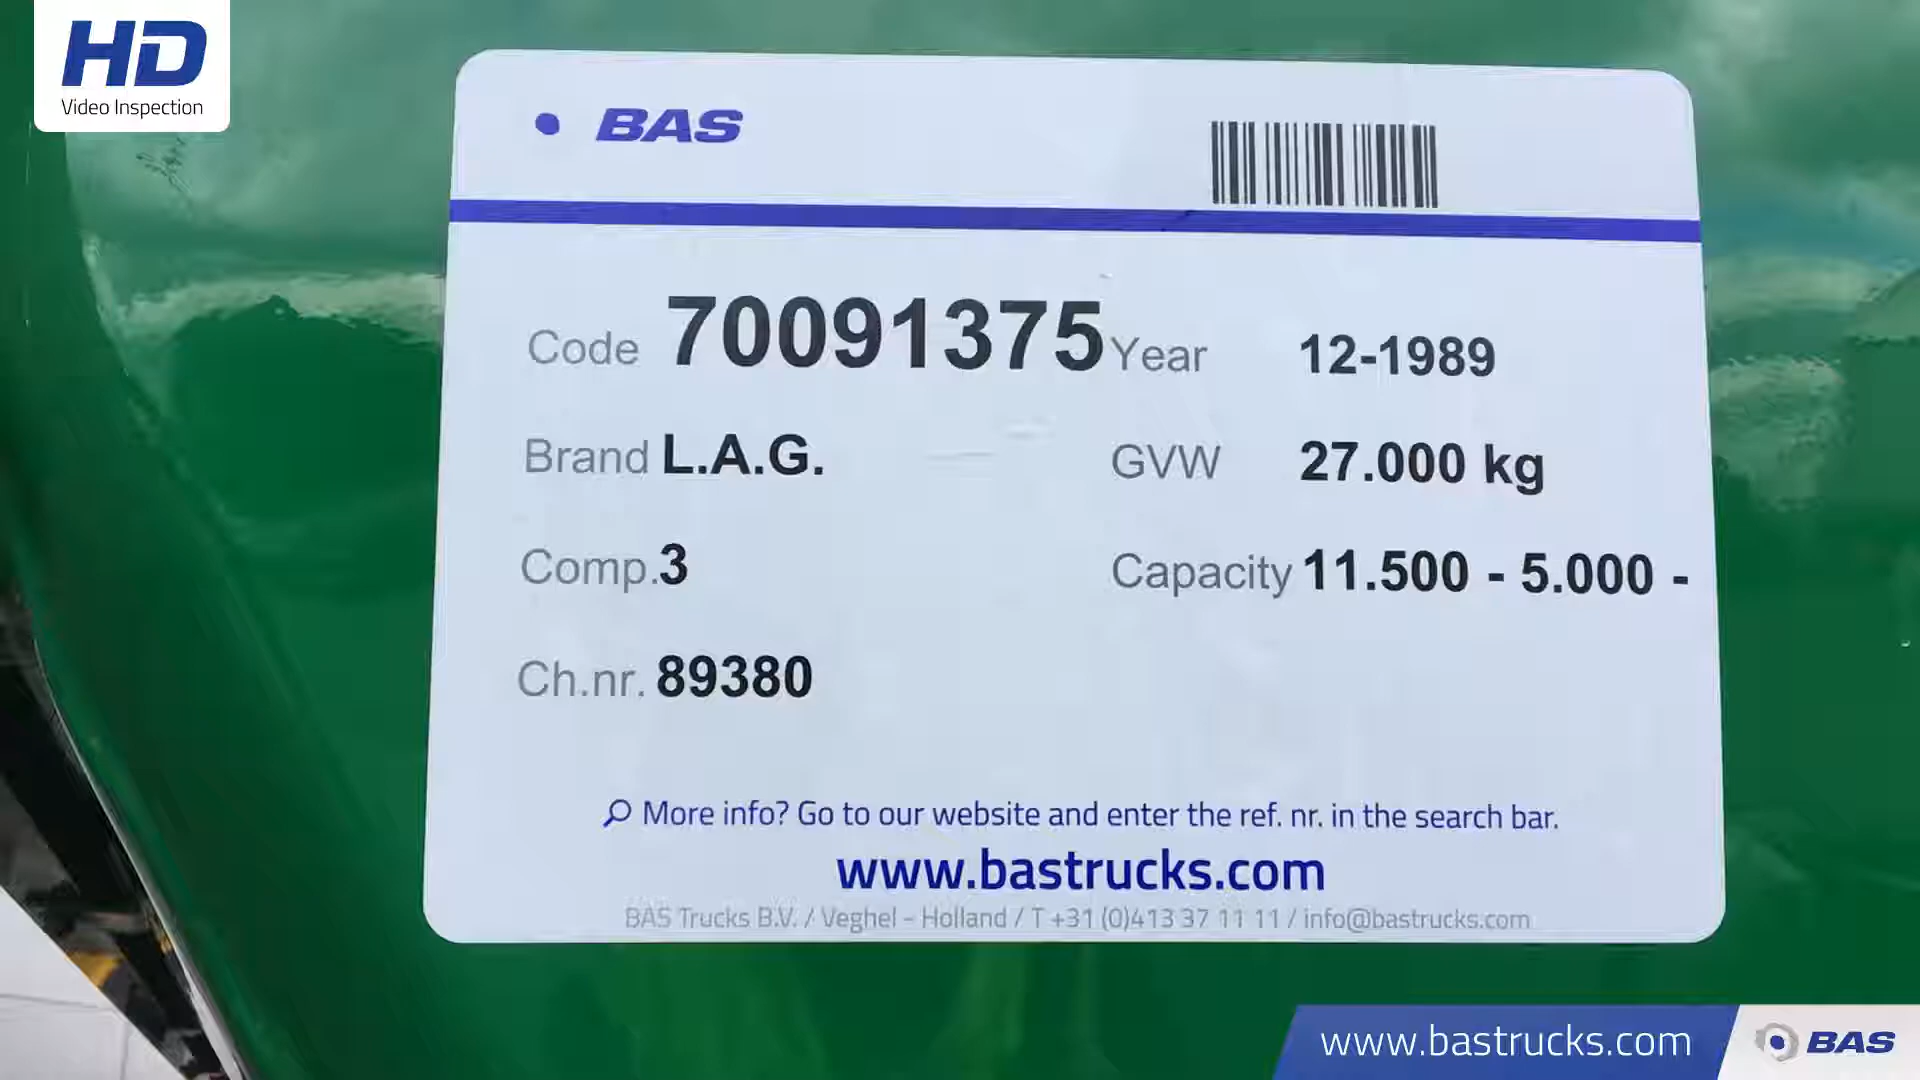 HD
Video Inspection
BAS
Code 70091375 Year 12-1989
Brand L.A.G. GVW 27.000 kg
Comp. 3 Capacity 11.500 - 5.000 -
Ch.nr. 89380
More info? Go to our website and enter the ref. nr. in the search bar.
www.bastrucks.com
BAS Trucks B.V. / Veghel - Holland / T +31 (0)413 37 11 11 / info@bastrucks.com
www.bastrucks.com BAS